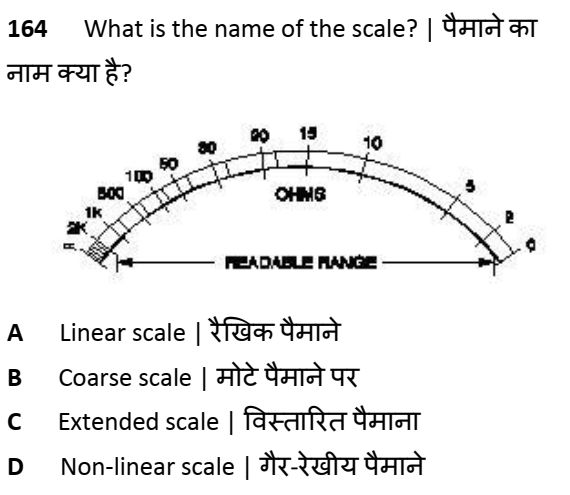 164 What is the name of the scale? | पैमाने का
नाम क्या है?
2K 1K 500 100 50 30 20 15 10 5 2 0
OHMS
READABLE RANGE
A Linear scale | रैखिक पैमाने
B Coarse scale | मोटे पैमाने पर
C Extended scale | विस्तारित पैमाना
D Non-linear scale | गैर-रेखीय पैमाने